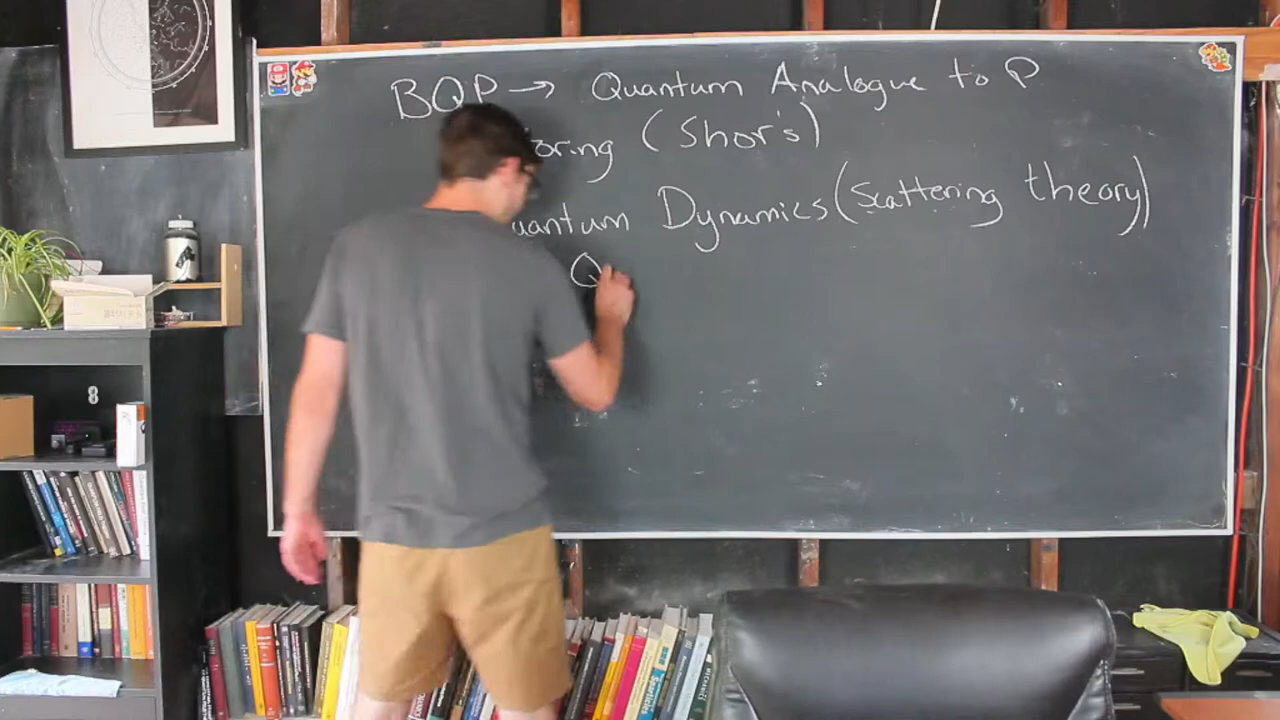 BQP → Quantum Analogue to P
oring (Shor's)
uantum Dynamics (Scattering theory)
Q